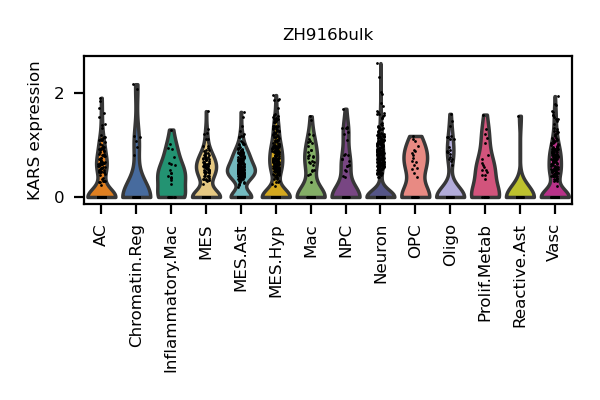 ZH916bulk
KARS expression
2
0
AC
Chromatin.Reg
Inflammatory.Mac
MES
MES.Ast
MES.Hyp
Mac
NPC
Neuron
OPC
Oligo
Prolif.Metab
Reactive.Ast
Vasc